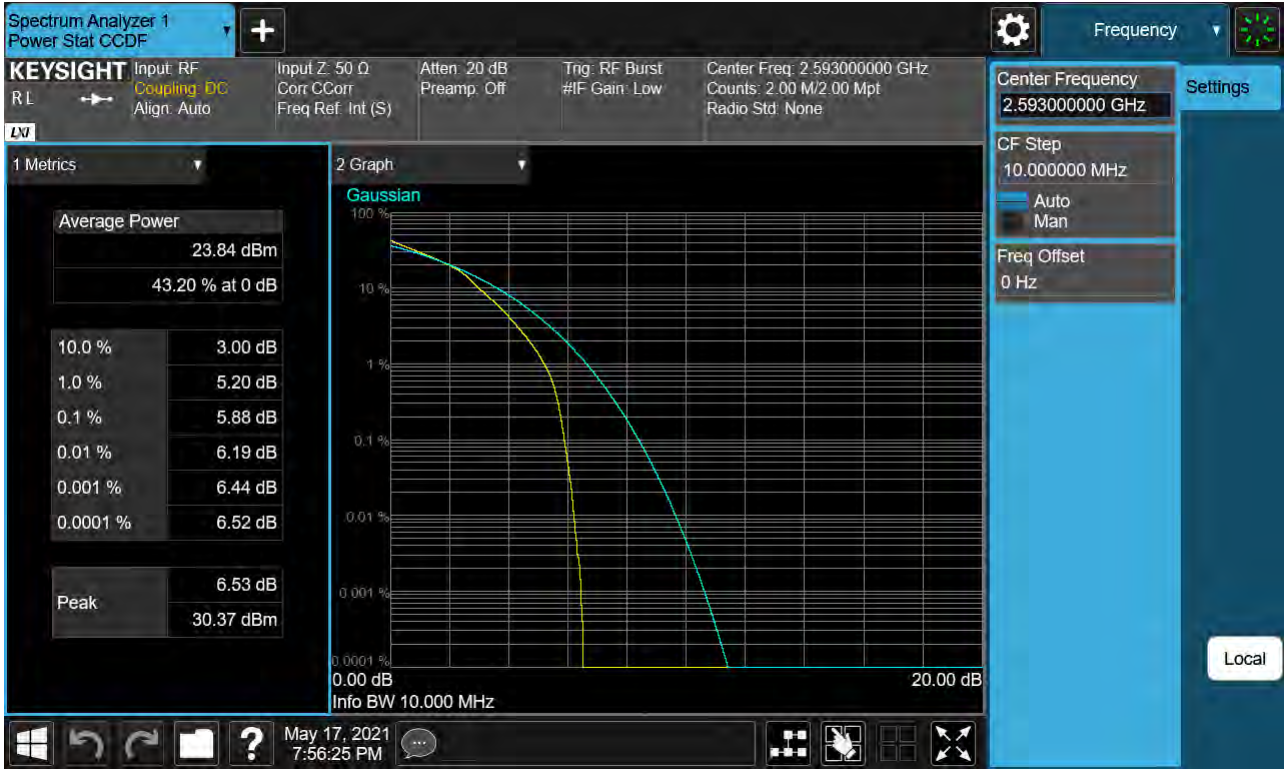 Spectrum Analyzer 1
Power Stat CCDF
+
Frequency
KEYSIGHT
R L
LXI
Input: RF
Coupling: DC
Align: Auto
Input Z: 50 Ω
Corr CCorr
Freq Ref: Int (S)
Atten: 20 dB
Preamp: Off
Trig: RF Burst
#IF Gain: Low
Center Freq: 2.593000000 GHz
Counts: 2.00 M/2.00 Mpt
Radio Std: None
Center Frequency
2.593000000 GHz
Settings
CF Step
10.000000 MHz
Auto
Man
Freq Offset
0 Hz
1 Metrics
Average Power
23.84 dBm
43.20 % at 0 dB
10.0 % 3.00 dB
1.0 % 5.20 dB
0.1 % 5.88 dB
0.01 % 6.19 dB
0.001 % 6.44 dB
0.0001 % 6.52 dB
Peak
6.53 dB
30.37 dBm
2 Graph
Gaussian
100 %
10 %
1 %
0.1 %
0.01 %
0.001 %
0.0001 %
0.00 dB 20.00 dB
Info BW 10.000 MHz
Local
?
May 17, 2021
7:56:25 PM